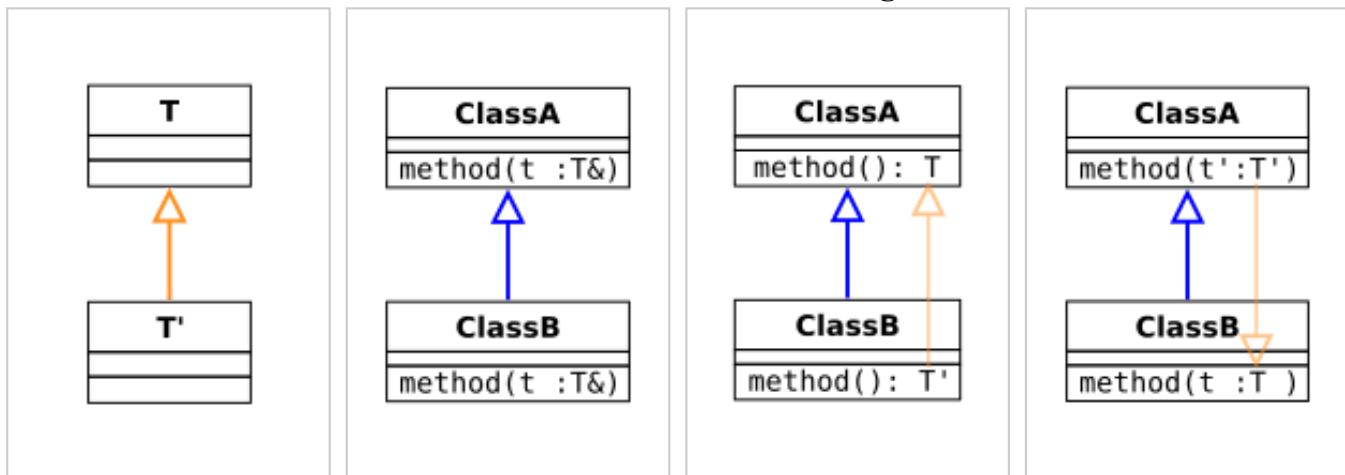 T
T'
ClassA
method(t :T&)
ClassB
method(t :T&)
ClassA
method(): T
ClassB
method(): T'
ClassA
method(t':T')
ClassB
method(t :T )